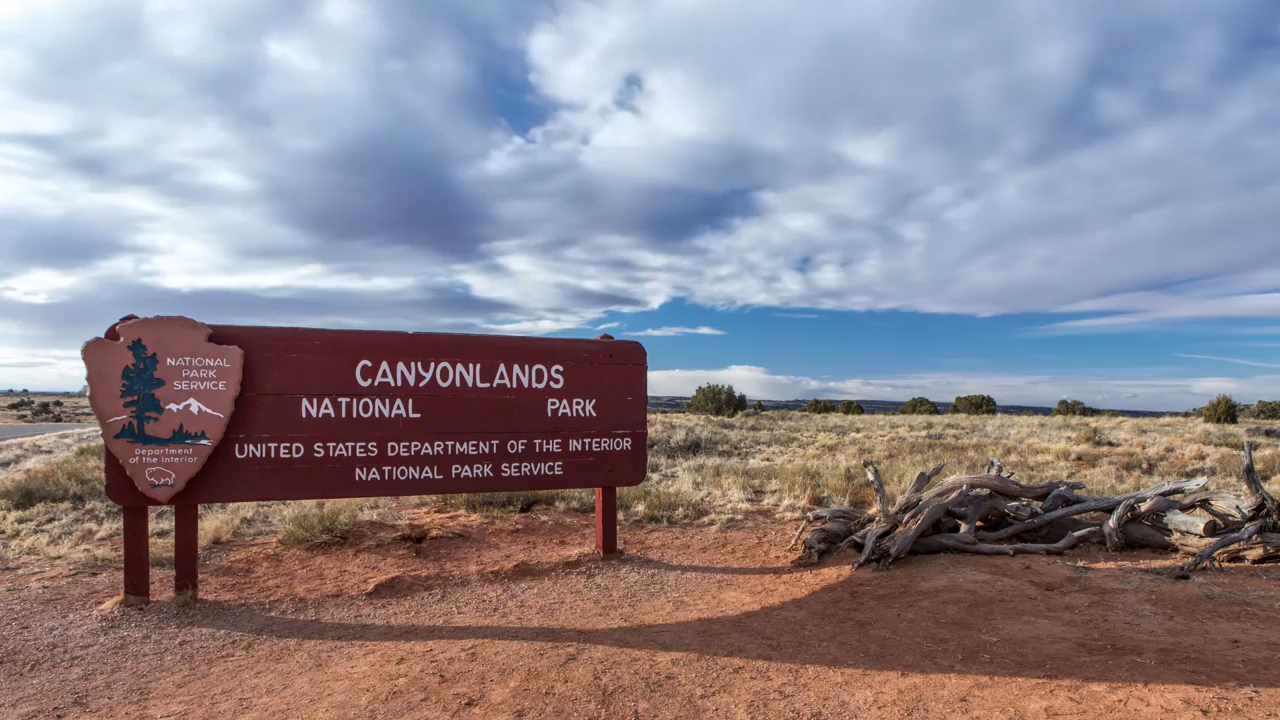 NATIONAL
PARK
SERVICE
Department
of the Interior
CANYONLANDS
NATIONAL PARK
UNITED STATES DEPARTMENT OF THE INTERIOR
NATIONAL PARK SERVICE